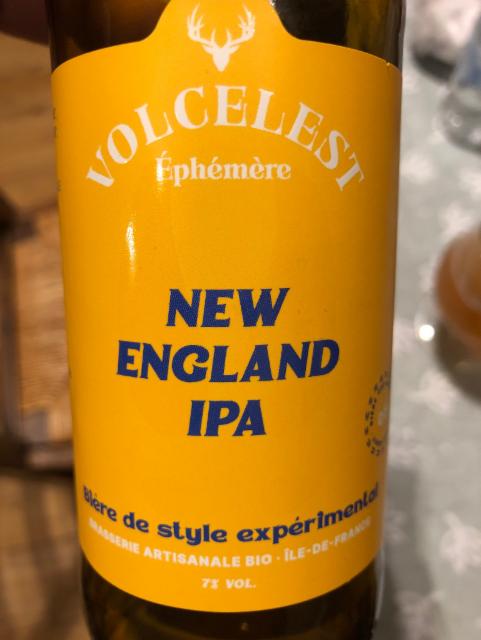 VOLCELEST
Éphémère
NEW
ENGLAND
IPA
Bière de style expérimental
BRASSERIE ARTISANALE BIO · ÎLE-DE-FRANCE
7% VOL.